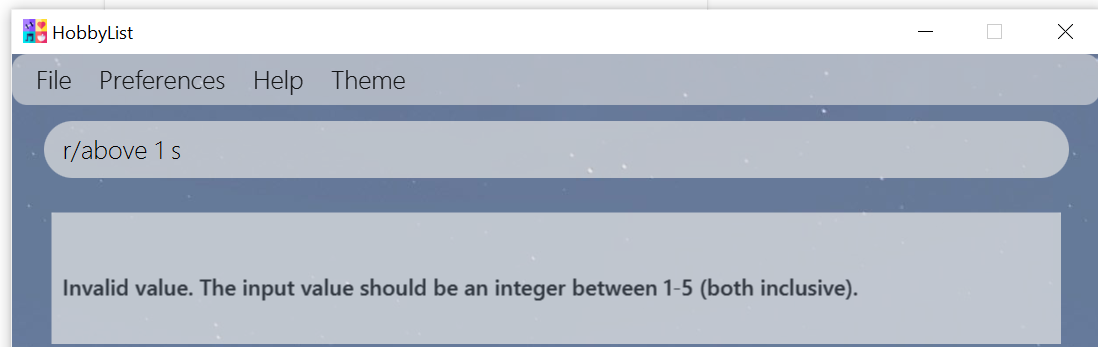 HobbyList
File Preferences Help Theme
r/above 1 s
Invalid value. The input value should be an integer between 1-5 (both inclusive).